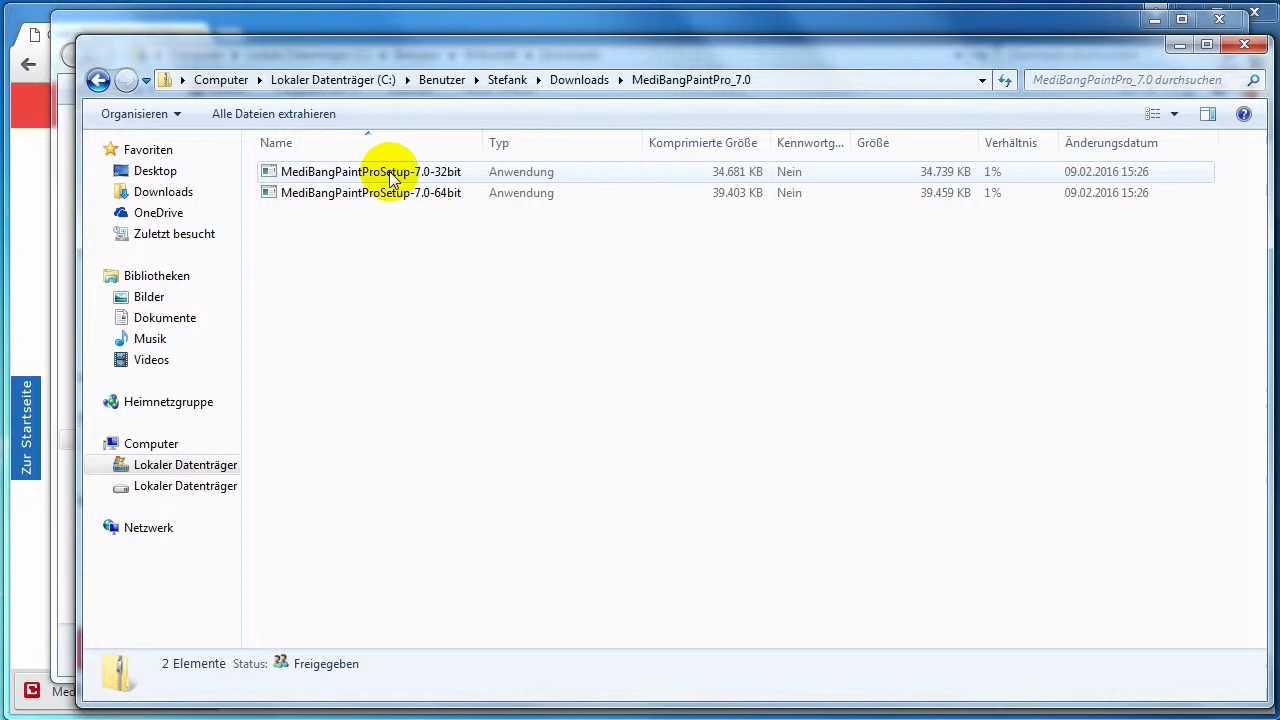 Computer Lokaler Datenträger (C:) Benutzer Stefank Downloads MediBangPaintPro_7.0 MediBangPaintPro_7.0 durchsuchen
Organisieren Alle Dateien extrahieren
Name Typ Komprimierte Größe Kennwortg... Größe Verhältnis Änderungsdatum
MediBangPaintProSetup-7.0-32bit Anwendung 34.681 KB Nein 34.739 KB 1% 09.02.2016 15:26
MediBangPaintProSetup-7.0-64bit Anwendung 39.403 KB Nein 39.459 KB 1% 09.02.2016 15:26
Favoriten
Desktop
Downloads
OneDrive
Zuletzt besucht
Bibliotheken
Bilder
Dokumente
Musik
Videos
Heimnetzgruppe
Computer
Lokaler Datenträger
Lokaler Datenträger
Netzwerk
Zur Startseite
2 Elemente Status: Freigegeben
Med